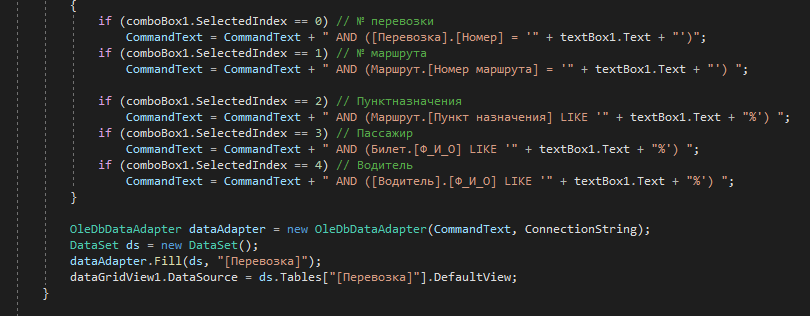 {
if (comboBox1.SelectedIndex == 0) // № перевозки
CommandText = CommandText + " AND ([Перевозка].[Номер] = '" + textBox1.Text + "')";
if (comboBox1.SelectedIndex == 1) // № маршрута
CommandText = CommandText + " AND (Маршрут.[Номер маршрута] = '" + textBox1.Text + "') ";
if (comboBox1.SelectedIndex == 2) // Пунктназначения
CommandText = CommandText + " AND (Маршрут.[Пункт назначения] LIKE '" + textBox1.Text + "%') ";
if (comboBox1.SelectedIndex == 3) // Пассажир
CommandText = CommandText + " AND (Билет.[Ф_И_О] LIKE '" + textBox1.Text + "%') ";
if (comboBox1.SelectedIndex == 4) // Водитель
CommandText = CommandText + " AND ([Водитель].[Ф_И_О] LIKE '" + textBox1.Text + "%') ";
}
OleDbDataAdapter dataAdapter = new OleDbDataAdapter(CommandText, ConnectionString);
DataSet ds = new DataSet();
dataAdapter.Fill(ds, "[Перевозка]");
dataGridView1.DataSource = ds.Tables["[Перевозка]"].DefaultView;
}